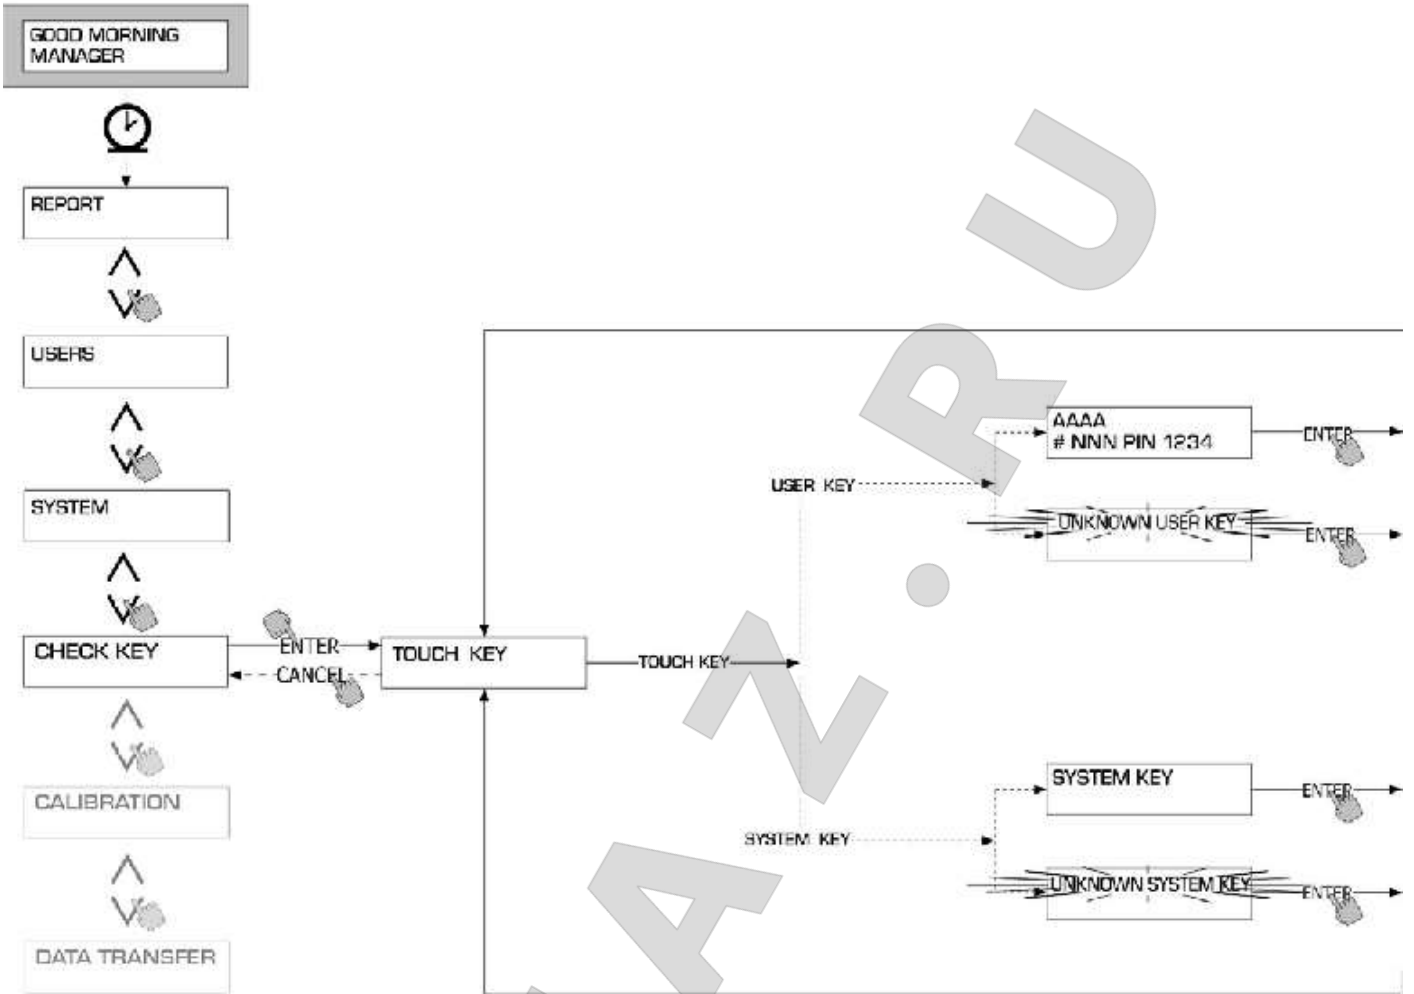 GOOD MORNING
MANAGER
REPORT
USERS
AAAA
# NNN PIN 1234
ENTER
USER KEY
SYSTEM
UNKNOWN USER KEY
ENTER
CHECK KEY
ENTER
CANCEL
TOUCH KEY
TOUCH KEY
SYSTEM KEY
ENTER
CALIBRATION
SYSTEM KEY
UNKNOWN SYSTEM KEY
ENTER
DATA TRANSFER
AZ.RU